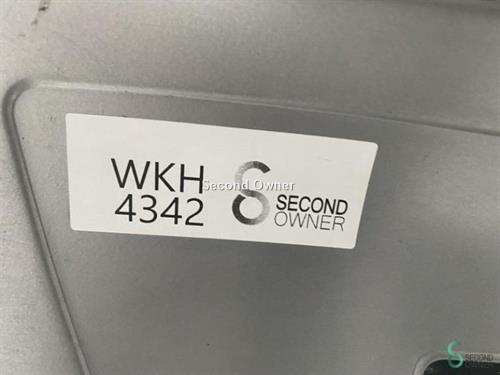 WKH
4342
SECOND
OWNER
Second Owner
SECOND
OWNER